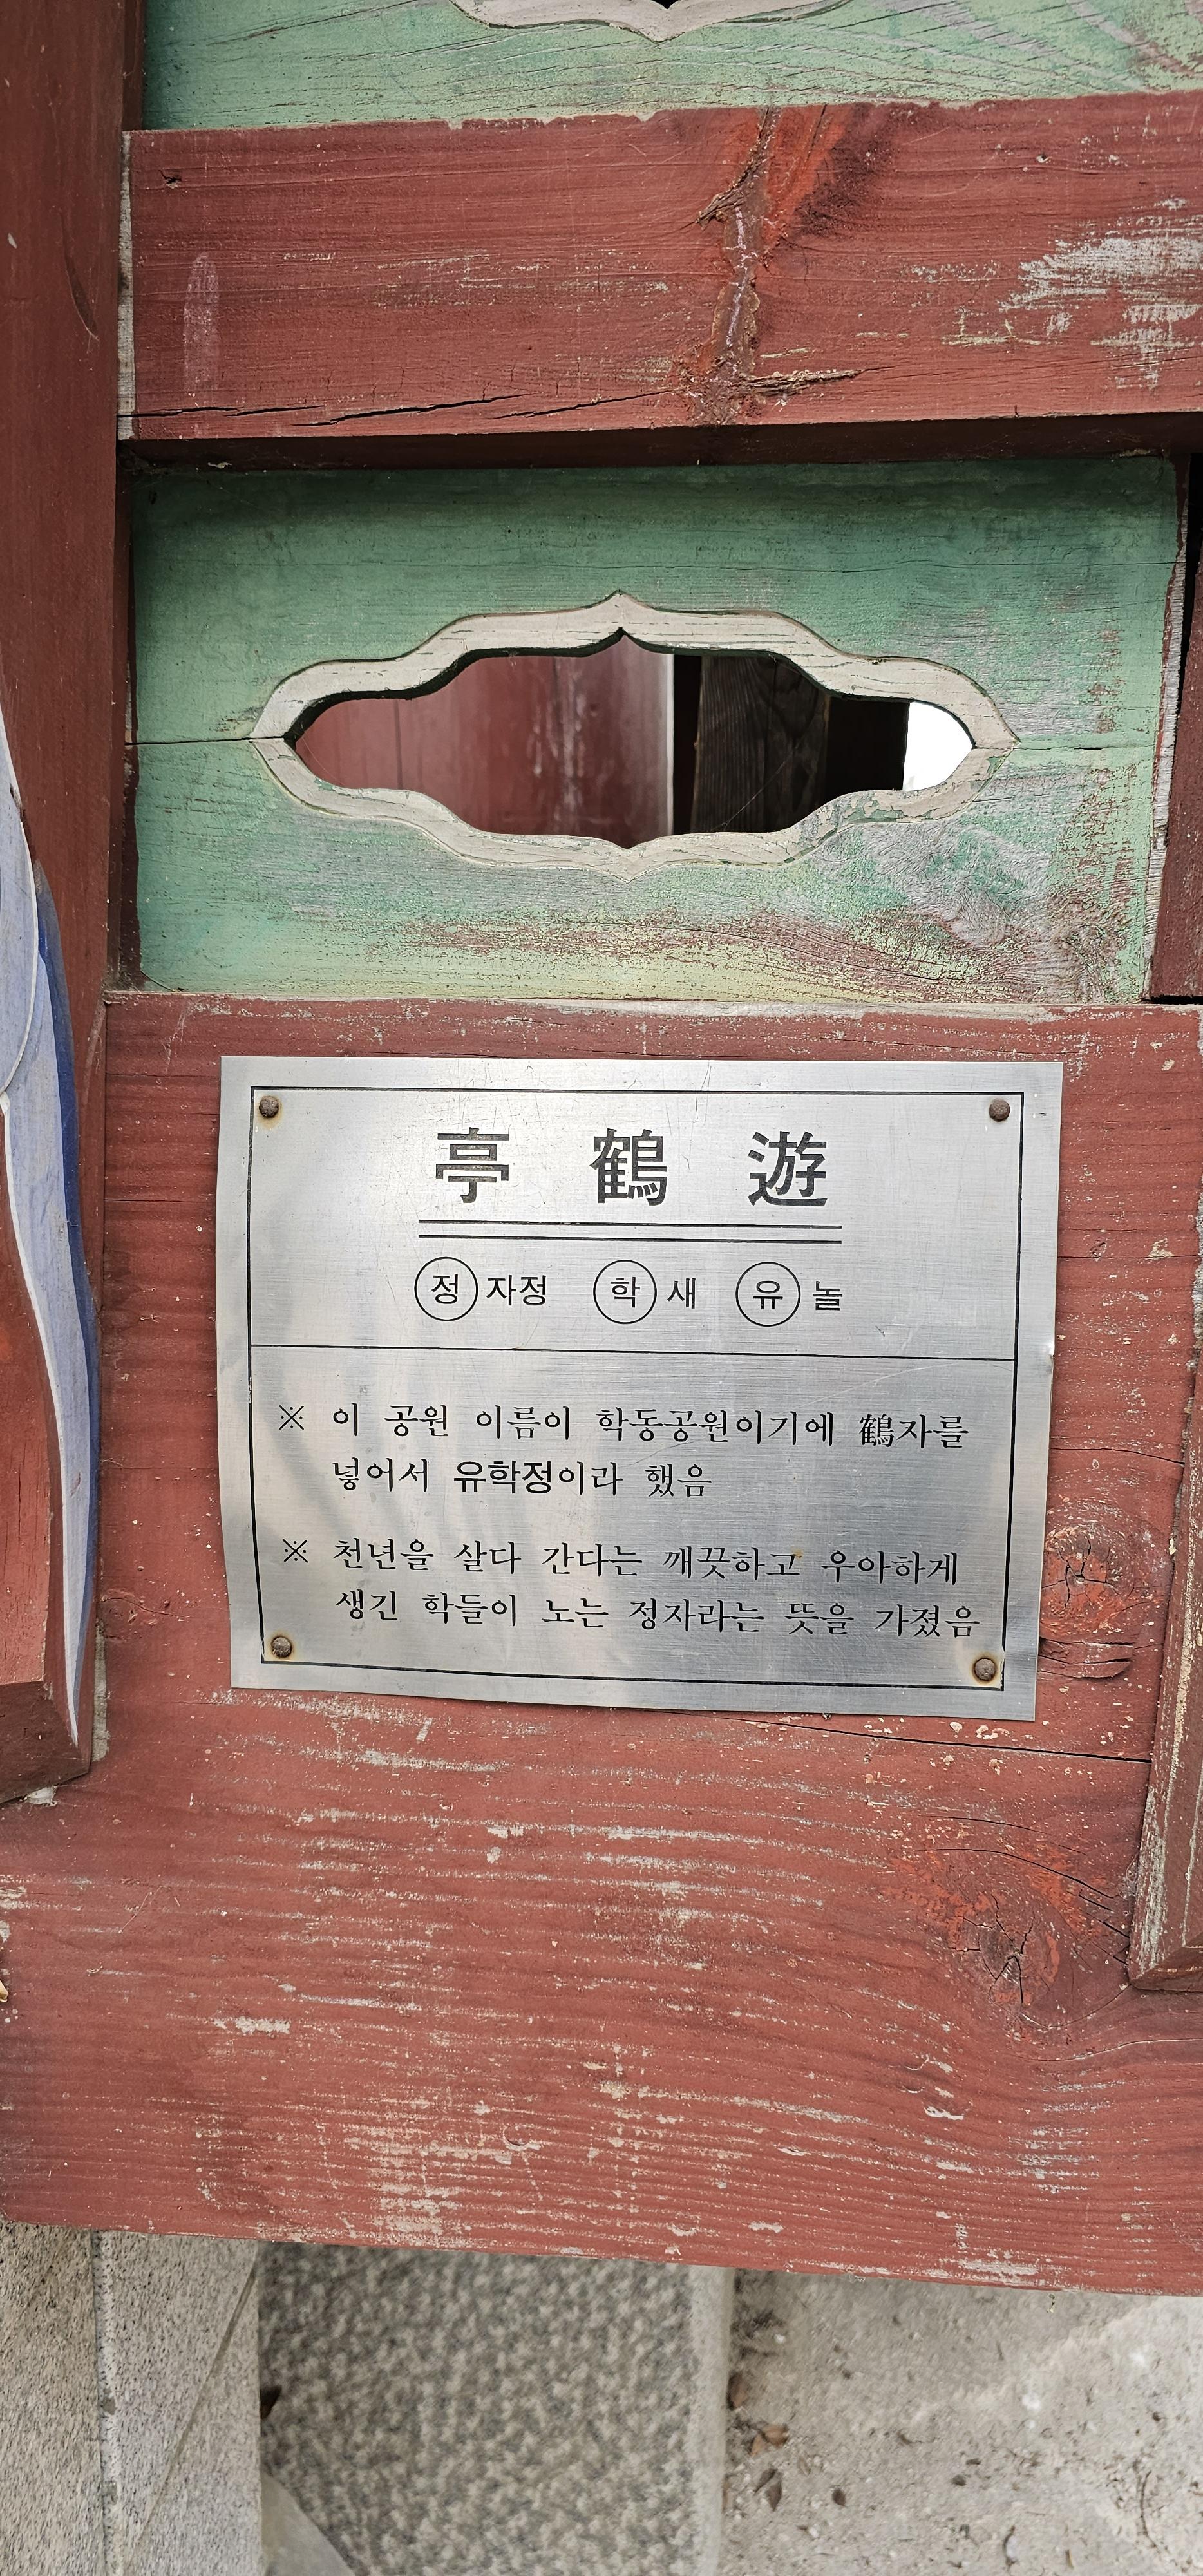 亭 鶴 遊
정 자정 학 새 유 놀
※ 이 공원 이름이 학동공원이기에 鶴자를
넣어서 유학정이라 했음
※ 천년을 살다 간다는 깨끗하고 우아하게
생긴 학들이 노는 정자라는 뜻을 가졌음